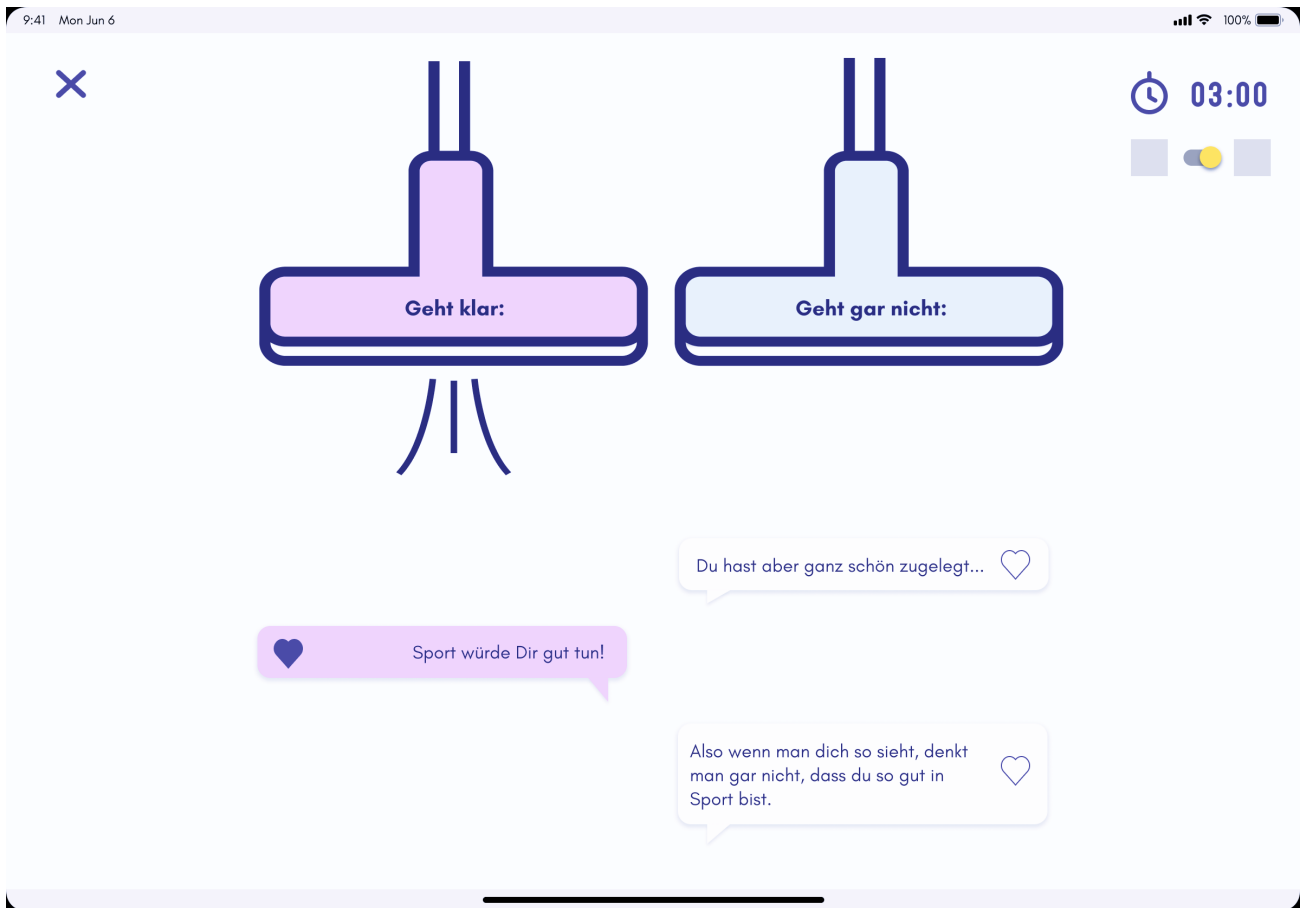 9:41 Mon Jun 6
100%
03:00
Geht klar:
Geht gar nicht:
Du hast aber ganz schön zugelegt...
Sport würde Dir gut tun!
Also wenn man dich so sieht, denkt
man gar nicht, dass du so gut in
Sport bist.